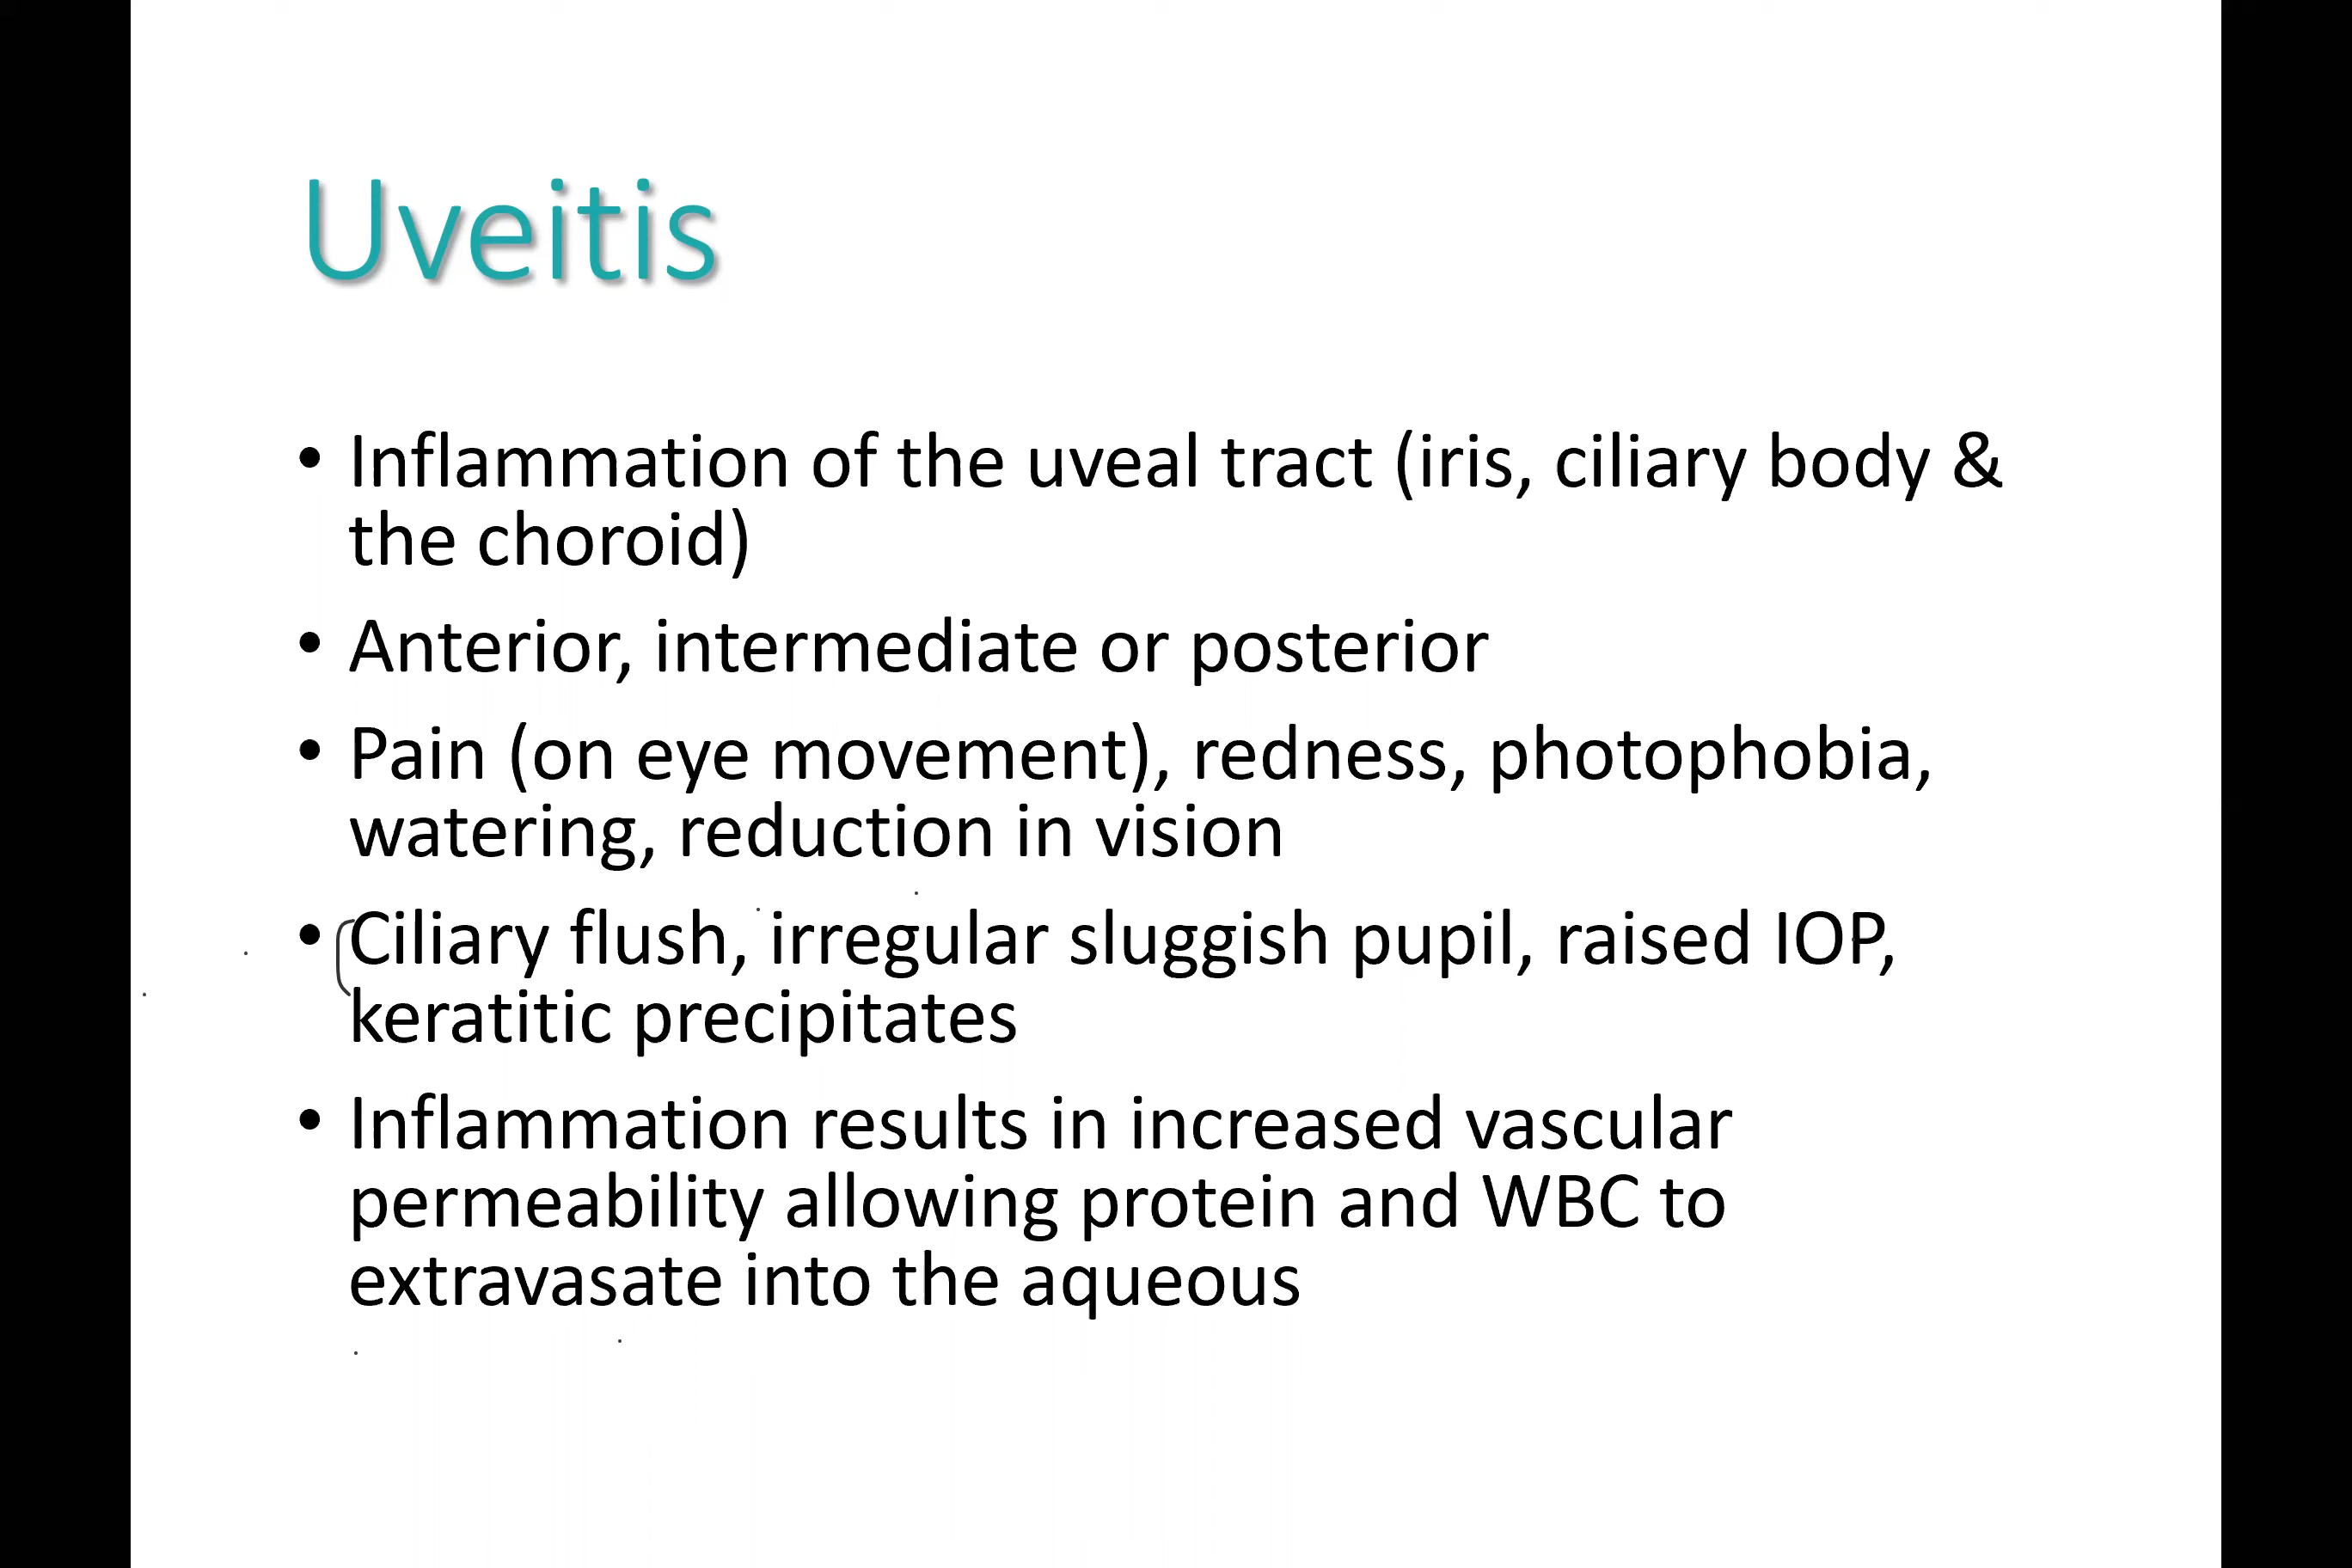 Uveitis
• Inflammation of the uveal tract (iris, ciliary body &
the choroid)
• Anterior, intermediate or posterior
• Pain (on eye movement), redness, photophobia,
watering, reduction in vision
• Ciliary flush, irregular sluggish pupil, raised IOP,
keratitic precipitates
• Inflammation results in increased vascular
permeability allowing protein and WBC to
extravasate into the aqueous